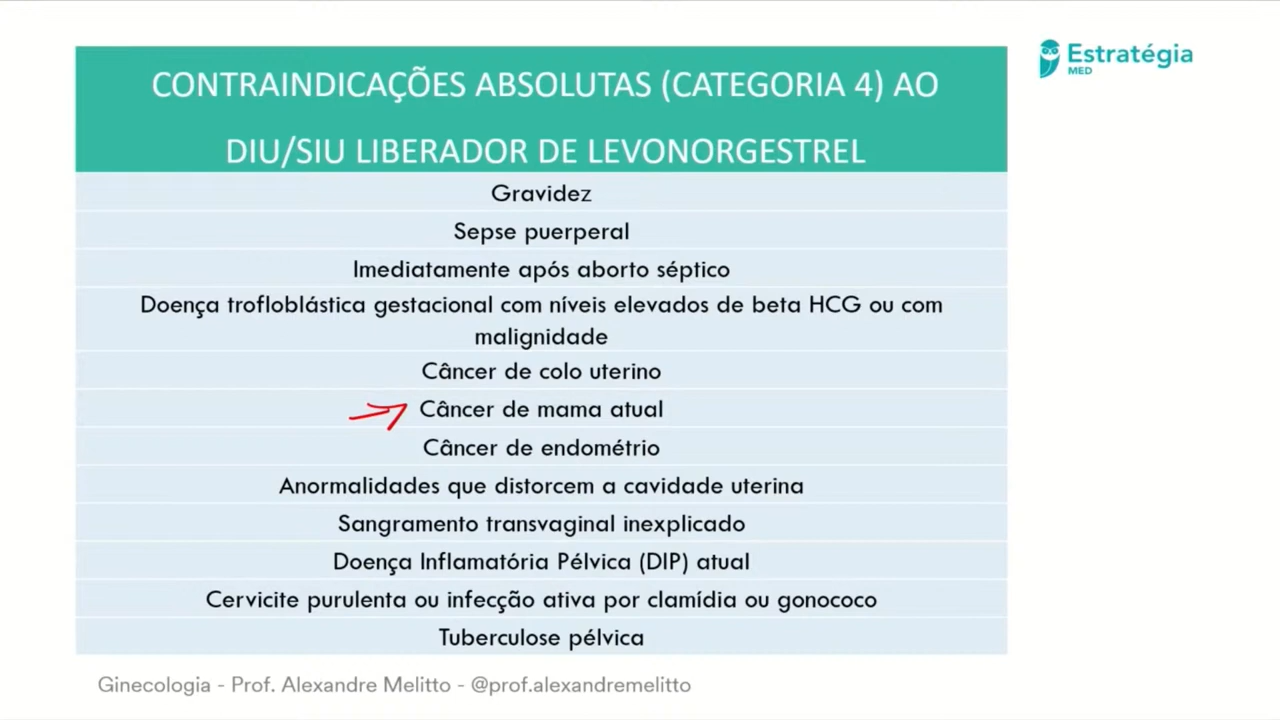 CONTRAINDICAÇÕES ABSOLUTAS (CATEGORIA 4) AO
DIU/SIU LIBERADOR DE LEVONORGESTREL
Estratégia
MED
Gravidez
Sepse puerperal
Imediatamente após aborto séptico
Doença trofloblástica gestacional com níveis elevados de beta HCG ou com
malignidade
Câncer de colo uterino
Câncer de mama atual
Câncer de endométrio
Anormalidades que distorcem a cavidade uterina
Sangramento transvaginal inexplicado
Doença Inflamatória Pélvica (DIP) atual
Cervicite purulenta ou infecção ativa por clamídia ou gonococo
Tuberculose pélvica
Ginecologia - Prof. Alexandre Melitto - @prof.alexandremelitto